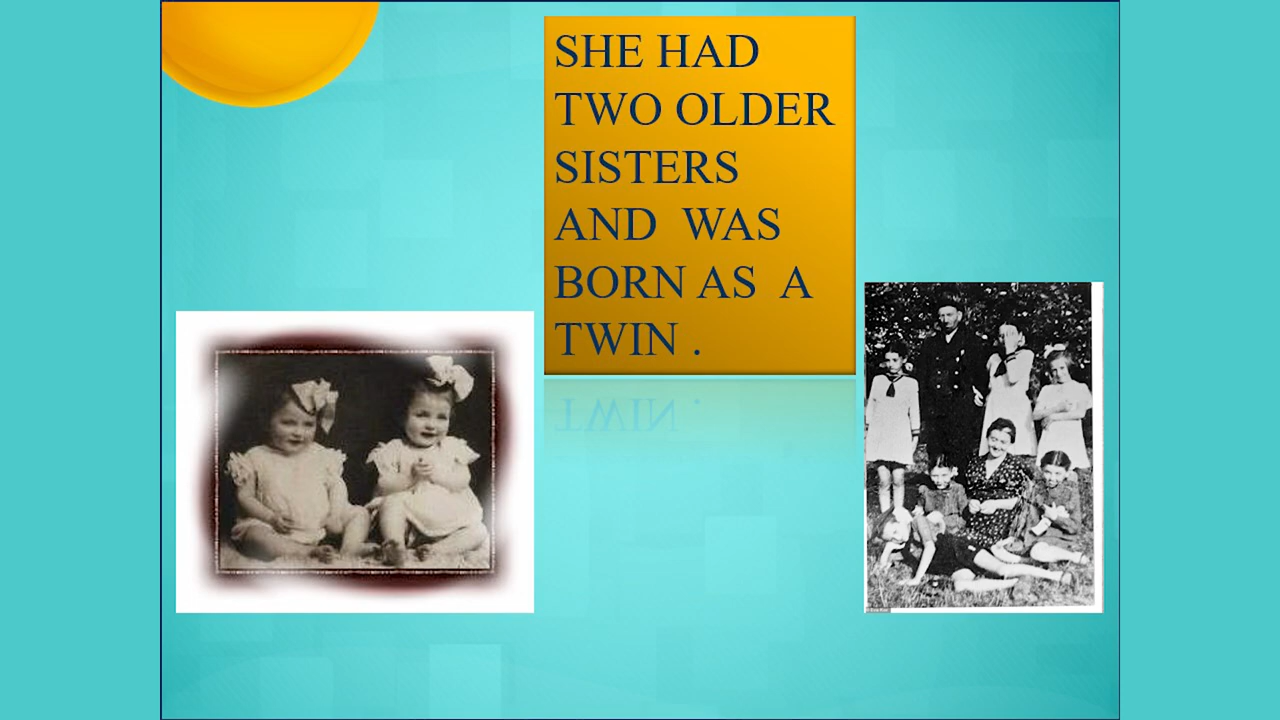 SHE HAD
TWO OLDER
SISTERS
AND  WAS
BORN AS  A
TWIN .